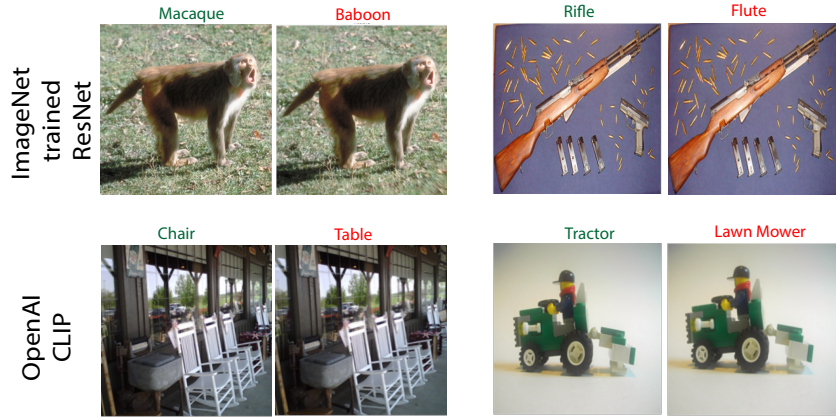 Macaque
Baboon
Rifle
Flute
ImageNet
trained
ResNet
Chair
Table
Tractor
Lawn Mower
OpenAI
CLIP